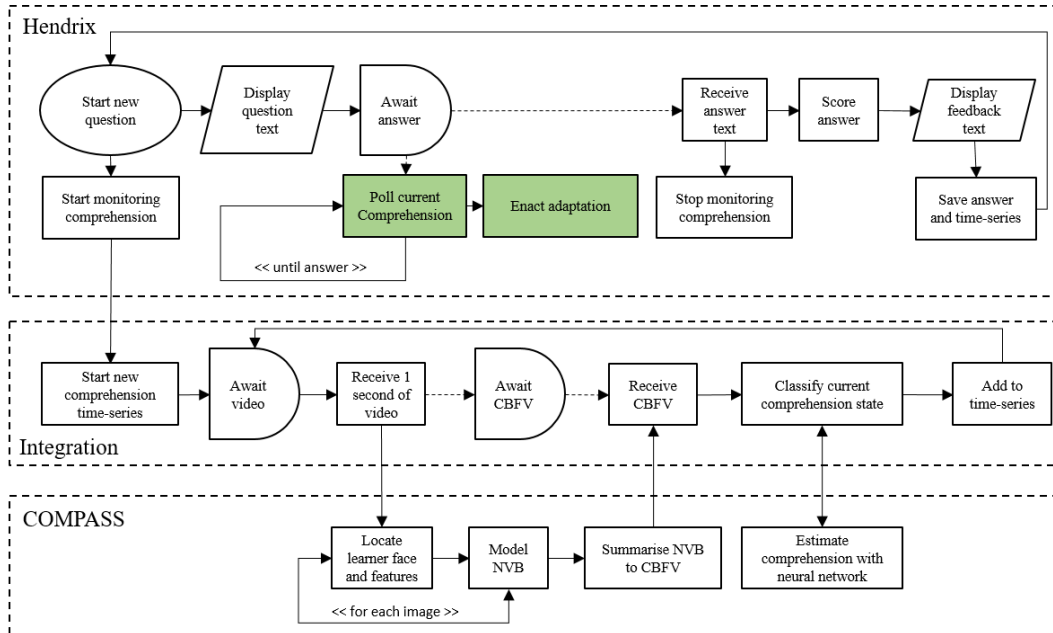 Hendrix
Start new
question
Display
question
text
Await
answer
Receive
answer
text
Score
answer
Display
feedback
text
Start monitoring
comprehension
Poll current
Comprehension
Enact adaptation
Stop monitoring
comprehension
Save answer
and time-series
<< until answer >>
Start new
comprehension
time-series
Await
video
Receive 1
second of
video
Await
CBFV
Receive
CBFV
Classify current
comprehension state
Add to
time-series
Integration
COMPASS
Locate
learner face
and features
Model
NVB
Summarise NVB
to CBFV
Estimate
comprehension with
neural network
<< for each image >>